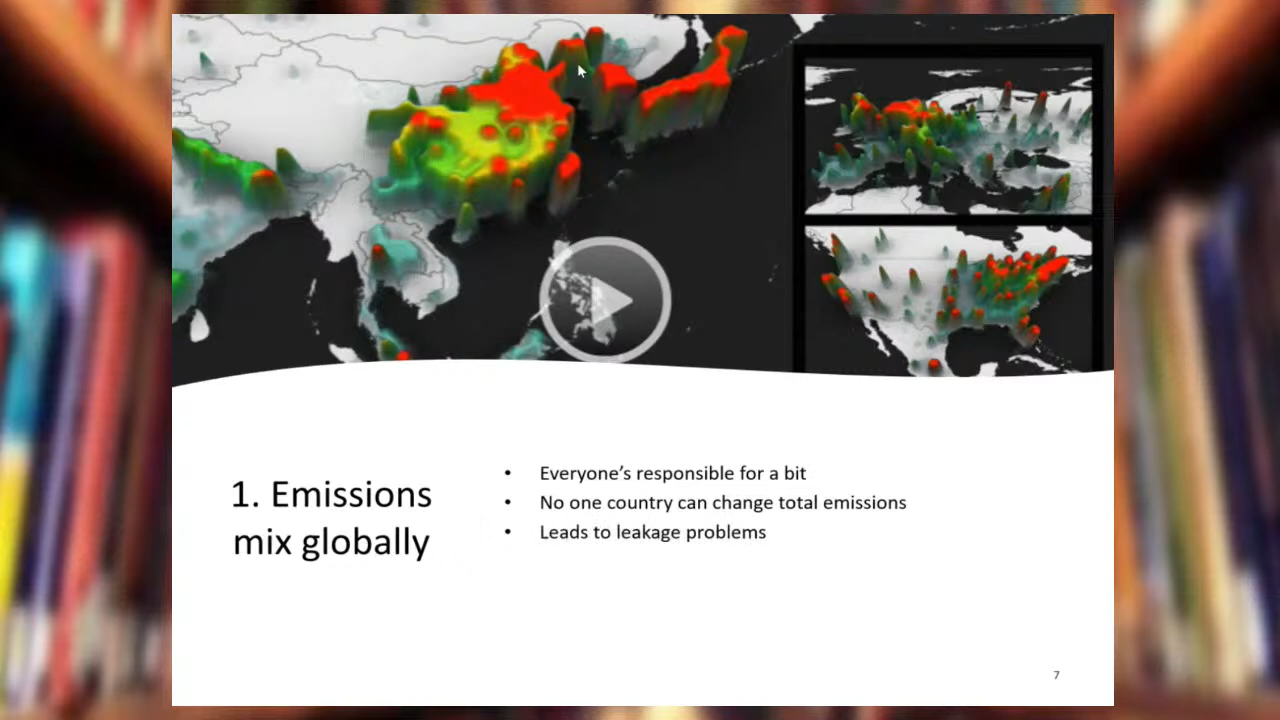 1. Emissions
mix globally
• Everyone's responsible for a bit
• No one country can change total emissions
• Leads to leakage problems
7